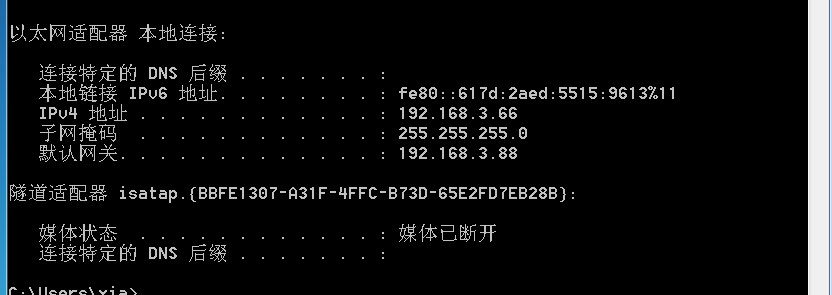 以太网适配器 本地连接:
连接特定的 DNS 后缀 . . . . . . . :
本地链接 IPv6 地址. . . . . . . . : fe80::617d:2aed:5515:9613%11
IPv4 地址 . . . . . . . . . . . . : 192.168.3.66
子网掩码 . . . . . . . . . . . . : 255.255.255.0
默认网关. . . . . . . . . . . . . : 192.168.3.88
隧道适配器 isatap.{BBFE1307-A31F-4FFC-B73D-65E2FD7EB28B}:
媒体状态 . . . . . . . . . . . . : 媒体已断开
连接特定的 DNS 后缀 . . . . . . . :
C:\Users\xia>